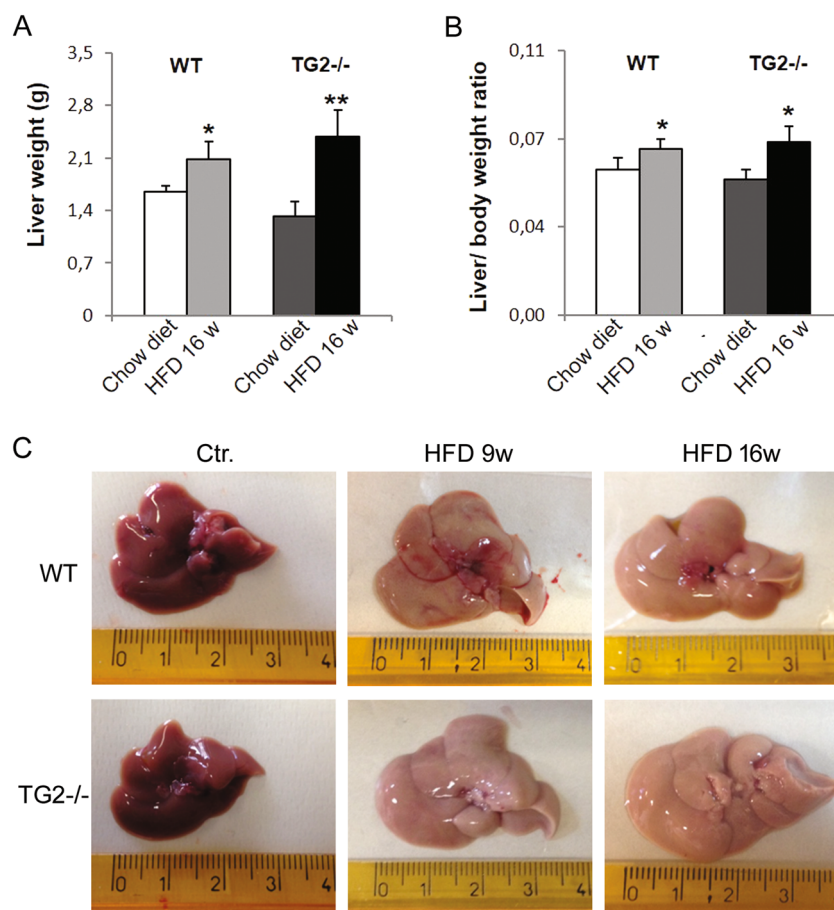 A
Liver weight (g)
3,5
2,8
2,1
1,4
0,7
0
WT
TG2-/-
*
**
Chow diet
HFD 16 w
Chow diet
HFD 16 w
B
Liver/ body weight ratio
0,11
0,07
0,04
0,00
WT
TG2-/-
*
*
Chow diet
HFD 16 w
Chow diet
HFD 16 w
C
Ctr.
HFD 9w
HFD 16w
WT
0 1 2 3 4
0 1 2 3 4
0 1 2 3
TG2-/-
0 1 2 3 4
0 1 2 3 4
0 1 2 3